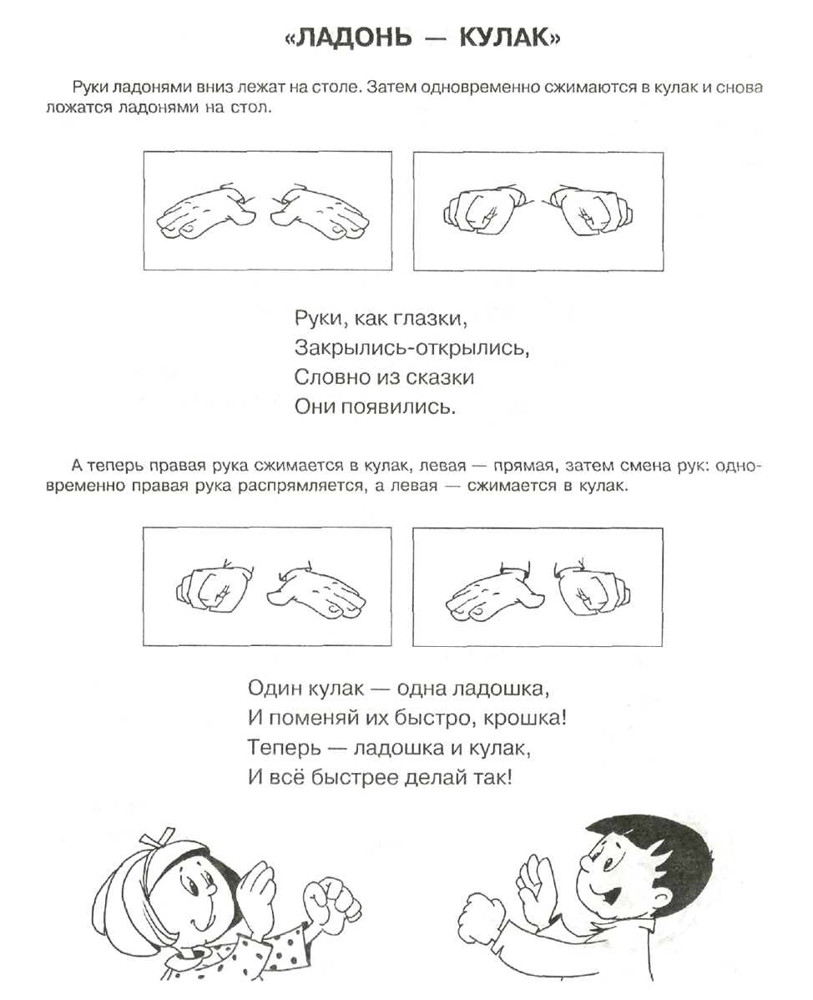 «ЛАДОНЬ — КУЛАК»
Руки ладонями вниз лежат на столе. Затем одновременно сжимаются в кулак и снова
ложатся ладонями на стол.
Руки, как глазки,
Закрылись-открылись,
Словно из сказки
Они появились.
А теперь правая рука сжимается в кулак, левая — прямая, затем смена рук: одно-
временно правая рука распрямляется, а левая — сжимается в кулак.
Один кулак — одна ладошка,
И поменяй их быстро, крошка!
Теперь — ладошка и кулак,
И всё быстрее делай так!